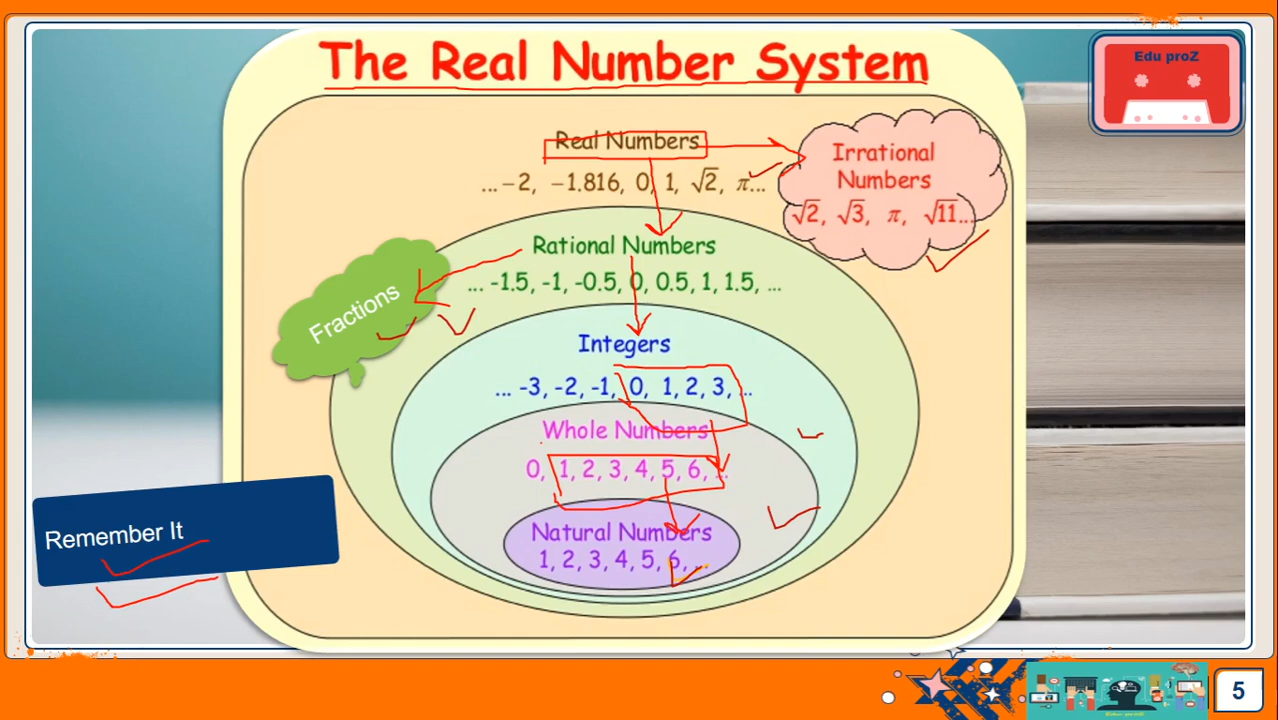 The Real Number System
Edu proZ
Real Numbers
... −2, −1.816, 0, 1, √2, π...
Irrational
Numbers
√2, √3, π, √11...
Rational Numbers
... -1.5, -1, -0.5, 0, 0.5, 1, 1.5, ...
Fractions
Integers
... -3, -2, -1, 0, 1, 2, 3, ...
Whole Numbers
0, 1, 2, 3, 4, 5, 6, ...
Natural Numbers
1, 2, 3, 4, 5, 6, ...
Remember It
5